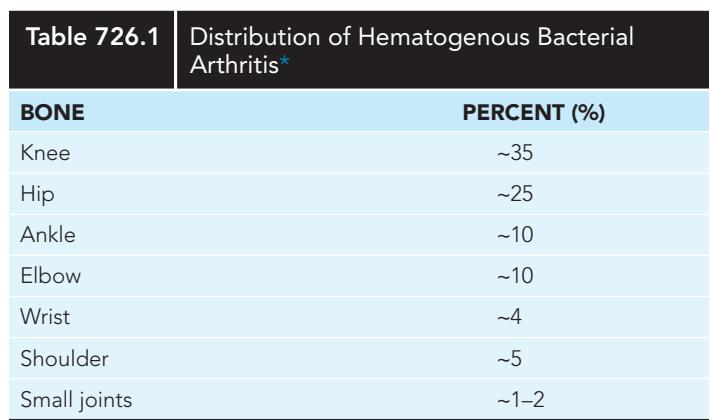 Table 726.1 Distribution of Hematogenous Bacterial
Arthritis*
BONE PERCENT (%)
Knee ~35
Hip ~25
Ankle ~10
Elbow ~10
Wrist ~4
Shoulder ~5
Small joints ~1–2